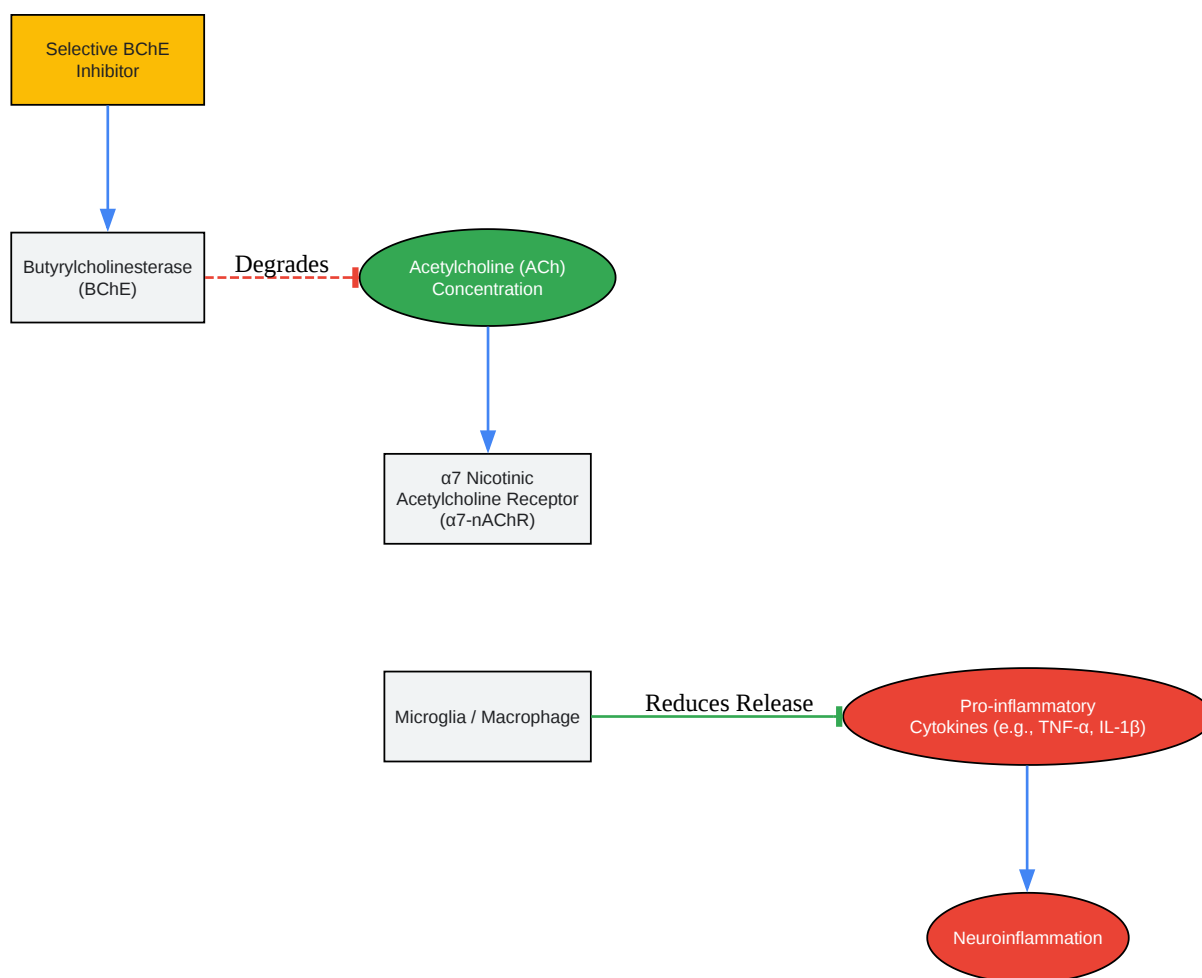 Selective BChE
Inhibitor
Butyrylcholinesterase
(BChE)
Degrades
Acetylcholine (ACh)
Concentration
α7 Nicotinic
Acetylcholine Receptor
(α7-nAChR)
Microglia / Macrophage
Reduces Release
Pro-inflammatory
Cytokines (e.g., TNF-α, IL-1β)
Neuroinflammation